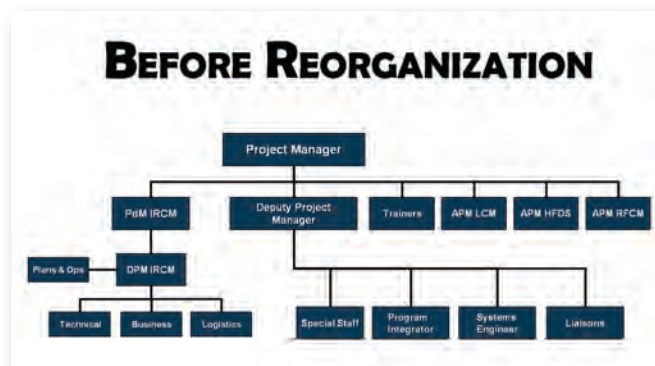 BEFORE REORGANIZATION
Project Manager
PdM IRCM
Deputy Project
Manager
Trainers
APM LCM
APM HFDS
APM RFCM
Plans & Ops
DPM IRCM
Technical
Business
Logistics
Special Staff
Program
Integrator
Systems
Engineer
Liaisons